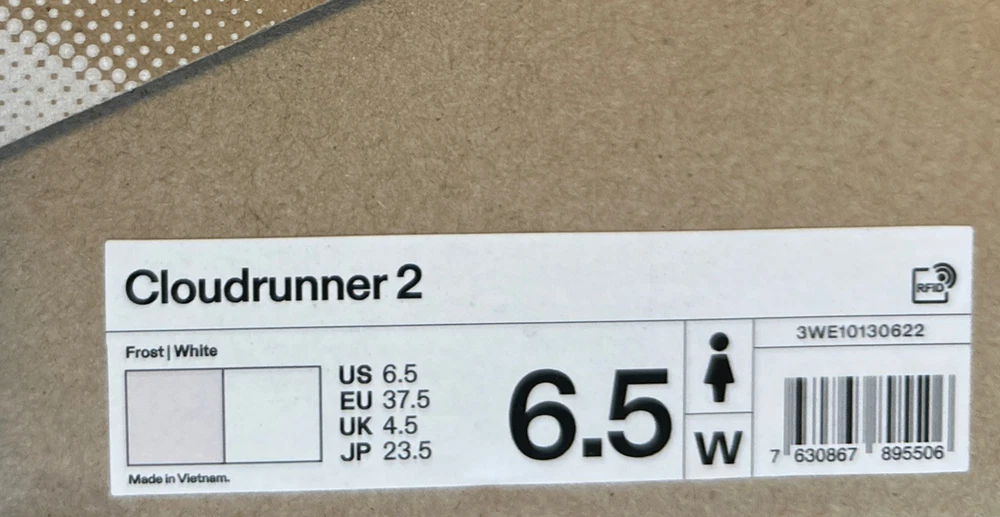 Cloudrunner 2
RFID
Frost | White
US 6.5
EU 37.5
UK 4.5
JP 23.5
Made in Vietnam.
6.5
W
3WE10130622
7 630867 895506